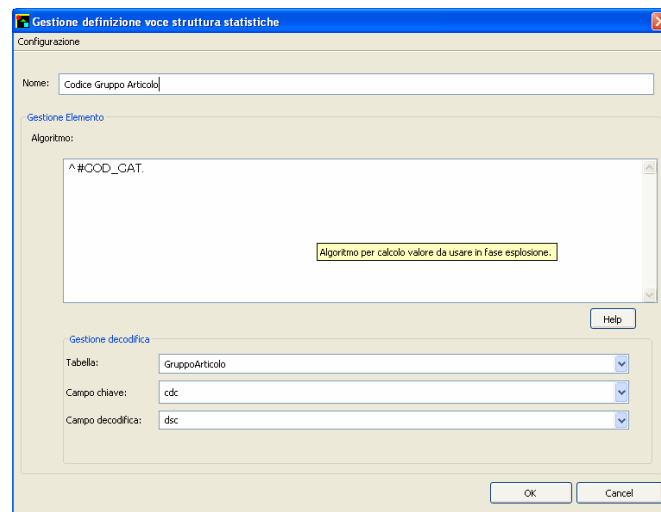 Gestione definizione voce struttura statistiche
Configurazione
Nome: Codice Gruppo Articolo
Gestione Elemento
Algoritmo:
^#COD_GAT.
Algoritmo per calcolo valore da usare in fase esplosione.
Help
Gestione decodifica
Tabella: GruppoArticolo
Campo chiave: cdc
Campo decodifica: dsc
OK Cancel